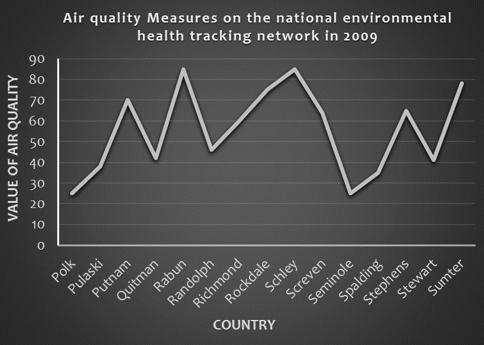 Air quality Measures on the national environmental
health tracking network in 2009
VALUE OF AIR QUALITY
90
80
70
60
50
40
30
20
10
0
Polk
Pulaski
Putnam
Quitman
Rabun
Randolph
Richmond
Rockdale
Schley
Screven
Seminole
Spalding
Stephens
Stewart
Sumter
COUNTRY